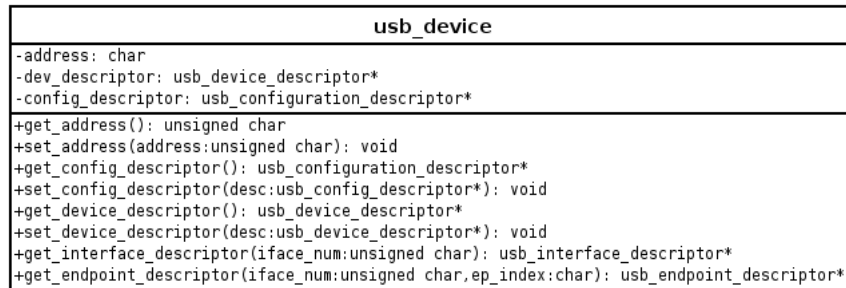 usb_device
-address: char
-dev_descriptor: usb_device_descriptor*
-config_descriptor: usb_configuration_descriptor*
+get_address(): unsigned char
+set_address(address:unsigned char): void
+get_config_descriptor(): usb_configuration_descriptor*
+set_config_descriptor(desc:usb_config_descriptor*): void
+get_device_descriptor(): usb_device_descriptor*
+set_device_descriptor(desc:usb_device_descriptor*): void
+get_interface_descriptor(iface_num:unsigned char): usb_interface_descriptor*
+get_endpoint_descriptor(iface_num:unsigned char,ep_index:char): usb_endpoint_descriptor*